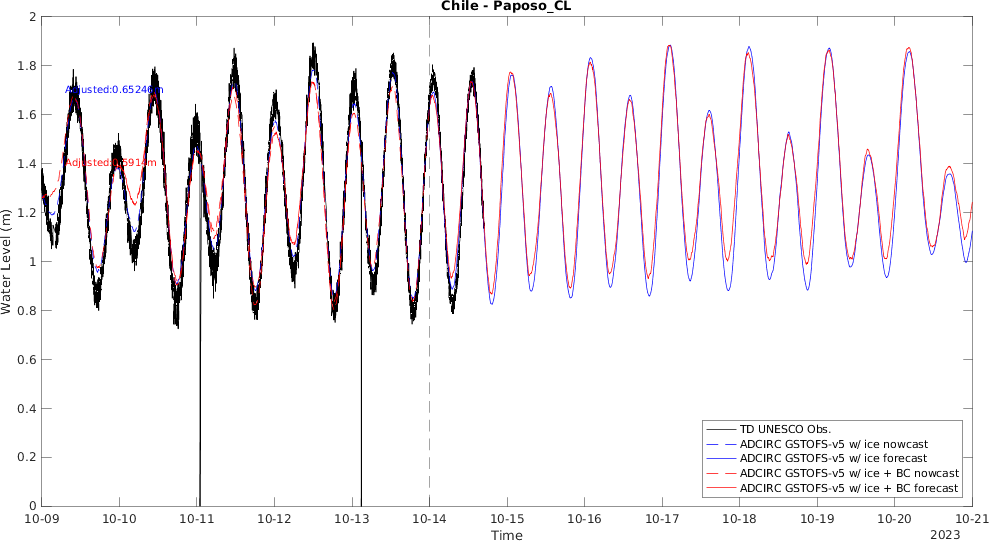 Chile - Paposo_CL
Water Level (m)
2
1.8
1.6
1.4
1.2
1
0.8
0.6
0.4
0.2
0
Adjusted:0.65246m
Adjusted:0.5914m
TD UNESCO Obs.
ADCIRC GSTOFS-v5 w/ ice nowcast
ADCIRC GSTOFS-v5 w/ ice forecast
ADCIRC GSTOFS-v5 w/ ice + BC nowcast
ADCIRC GSTOFS-v5 w/ ice + BC forecast
10-09 10-10 10-11 10-12 10-13 10-14 10-15 10-16 10-17 10-18 10-19 10-20 10-21
Time
2023